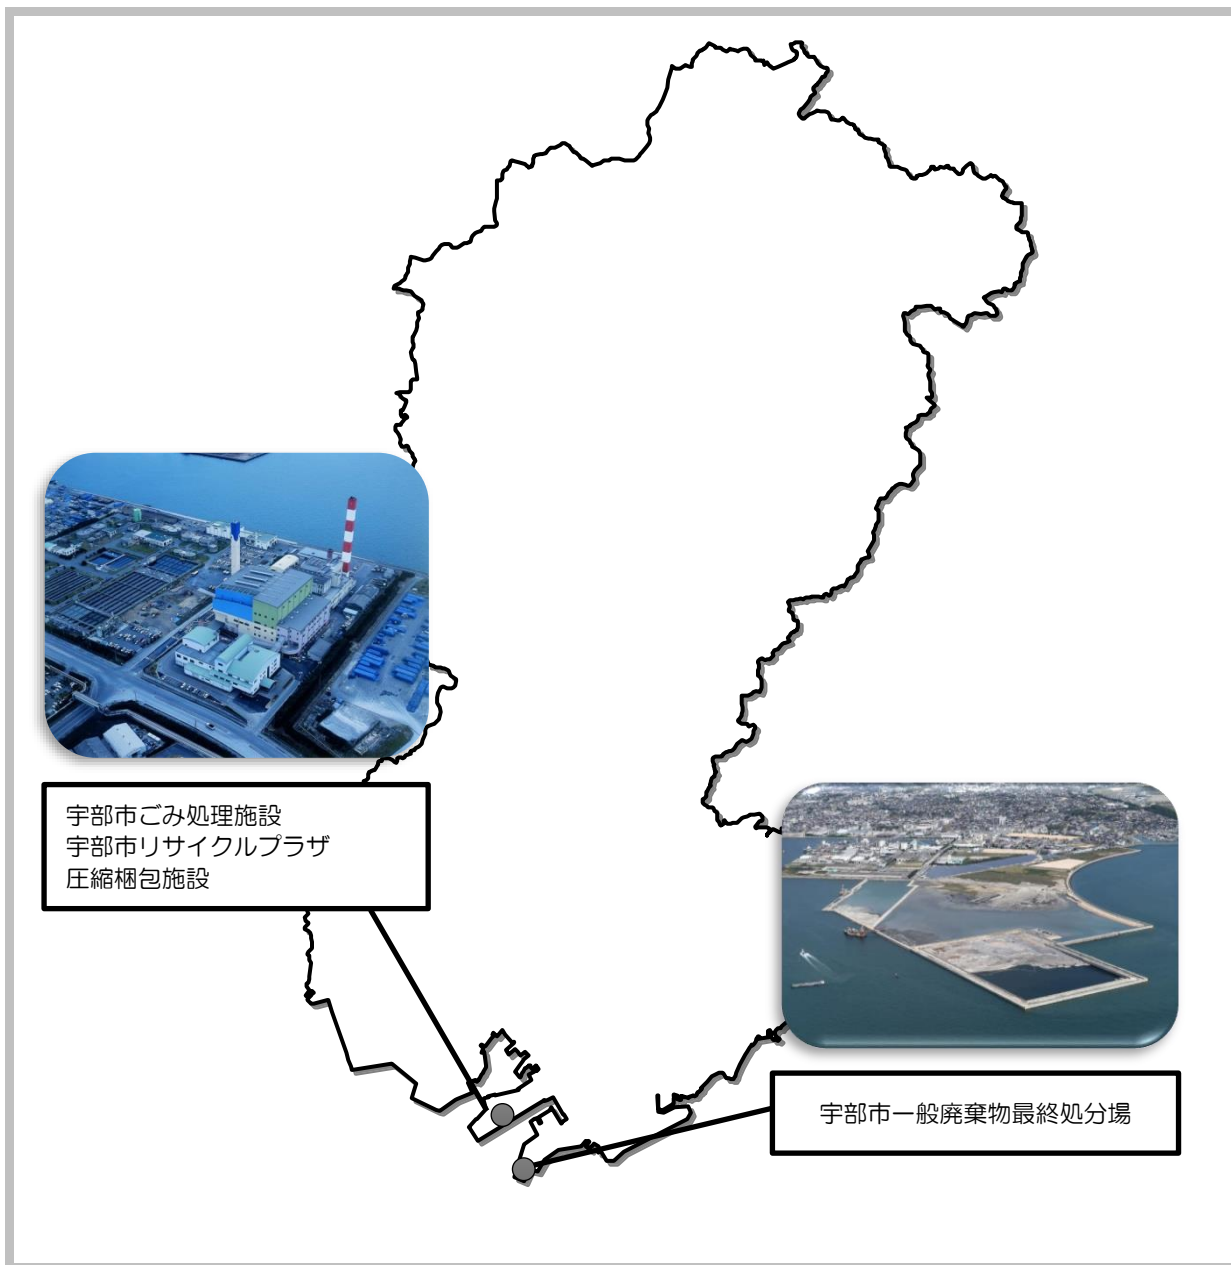 宇部市ごみ処理施設
宇部市リサイクルプラザ
圧縮梱包施設
宇部市一般廃棄物最終処分場